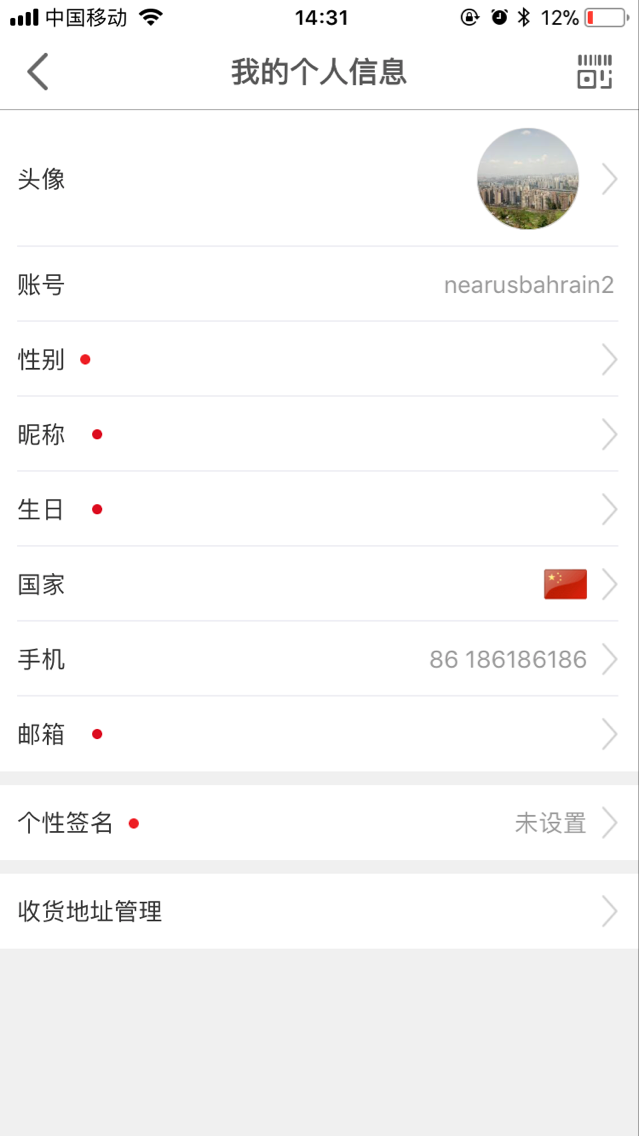 中国移动 14:31 12%
我的个人信息
头像
账号 nearusbahrain2
性别
昵称
生日
国家
手机 86 186186186
邮箱
个性签名 未设置
收货地址管理